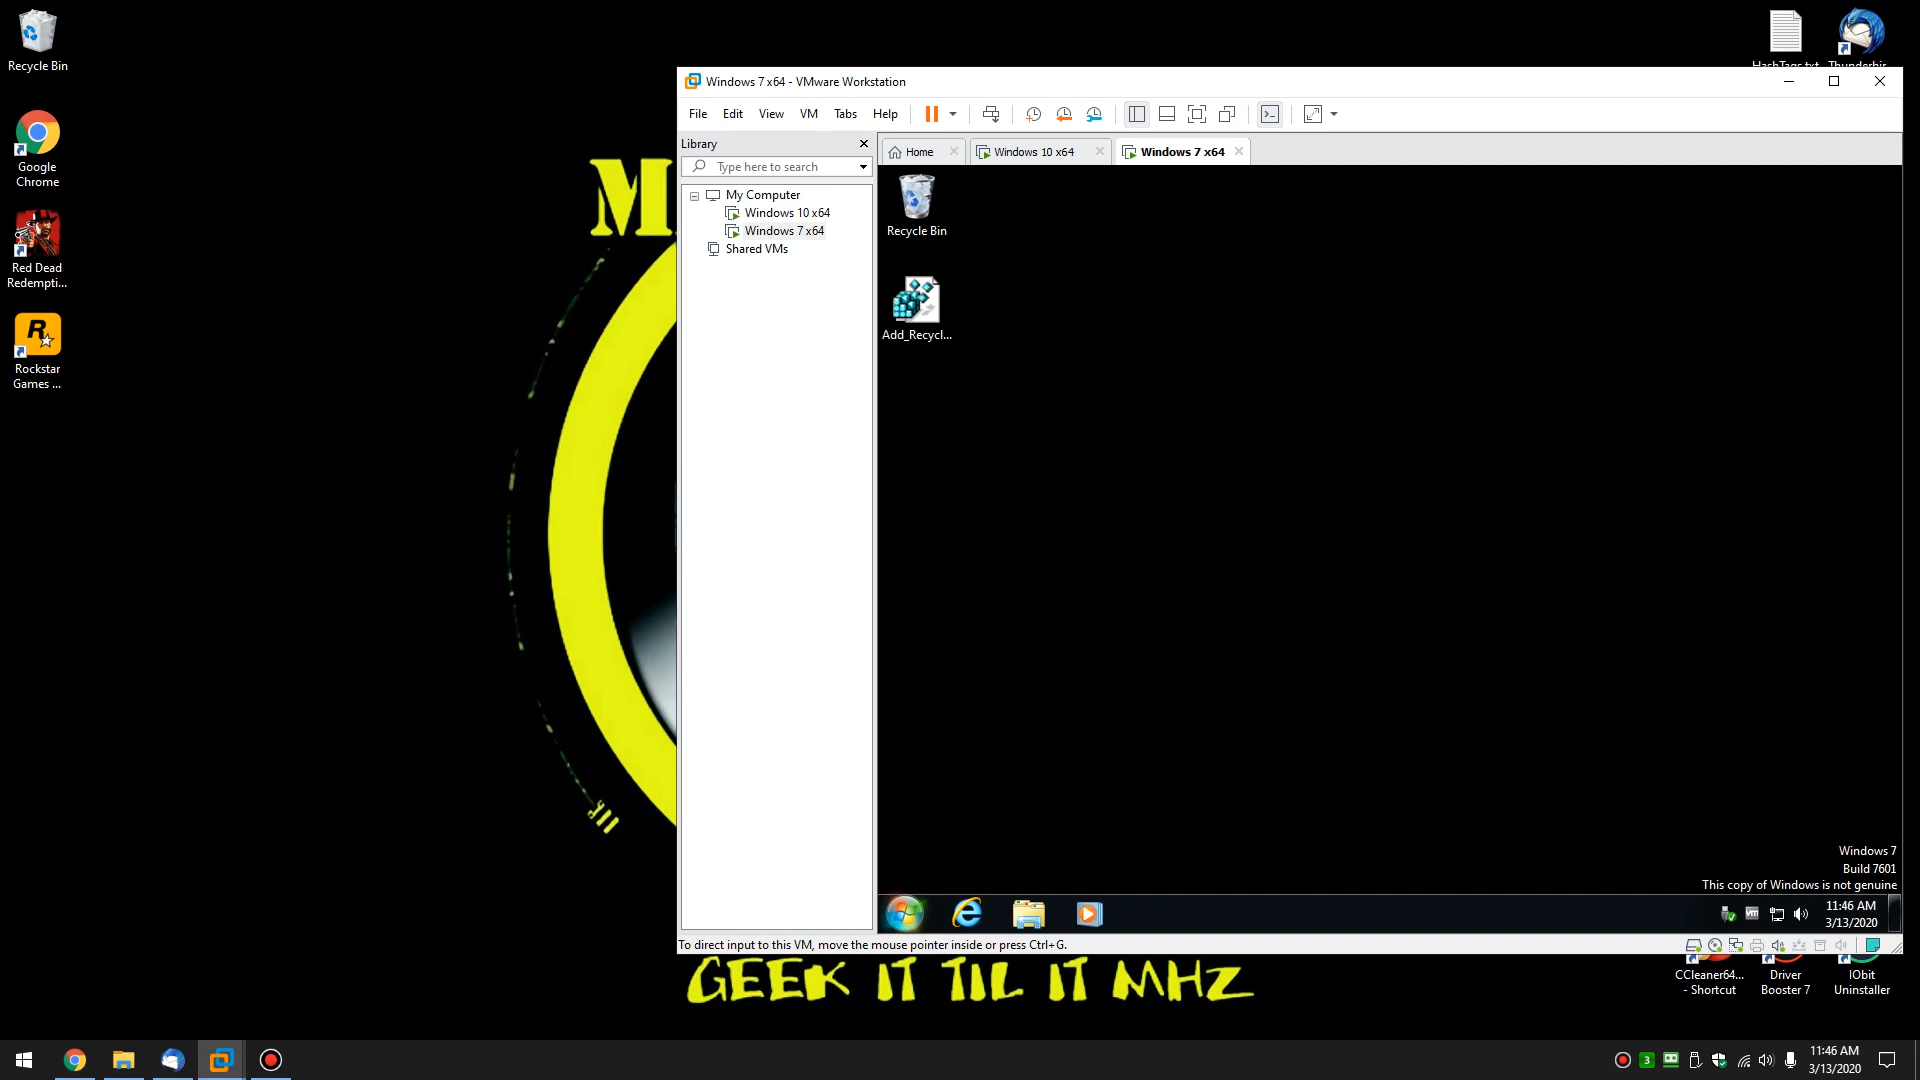 Recycle Bin
Google
Chrome
Red Dead
Redempti...
Rockstar
Games ...
HashTags.txt
Thunderbir
M
Windows 7 x64 - VMware Workstation
File Edit View VM Tabs Help
Library
Type here to search
My Computer
Windows 10 x64
Windows 7 x64
Shared VMs
Home
Windows 10 x64
Windows 7 x64
Recycle Bin
Add_Recycl...
Windows 7
Build 7601
This copy of Windows is not genuine
11:46 AM
3/13/2020
To direct input to this VM, move the mouse pointer inside or press Ctrl+G.
GEEK IT TIL IT MHZ
CCleaner64...
- Shortcut
Driver
Booster 7
IObit
Uninstaller
3
11:46 AM
3/13/2020